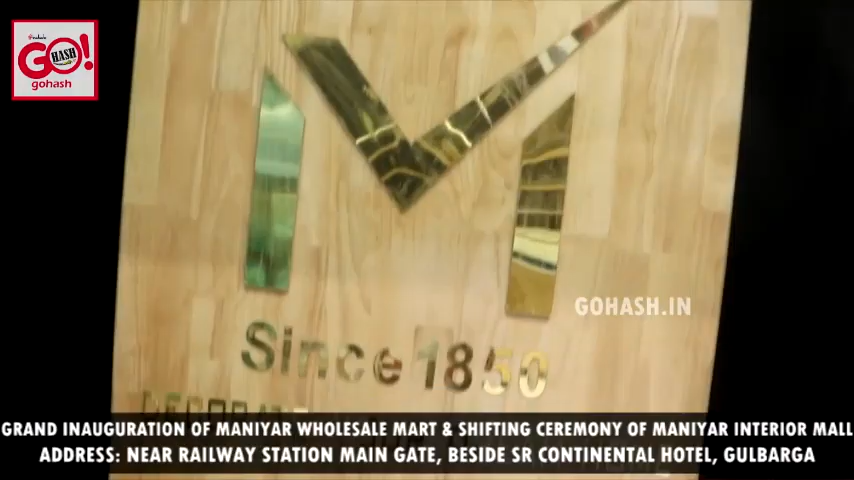 GO!
HASH
gohash
M
Since 1850
GOHASH.IN
GRAND INAUGURATION OF MANIYAR WHOLESALE MART & SHIFTING CEREMONY OF MANIYAR INTERIOR MALL
ADDRESS: NEAR RAILWAY STATION MAIN GATE, BESIDE SR CONTINENTAL HOTEL, GULBARGA